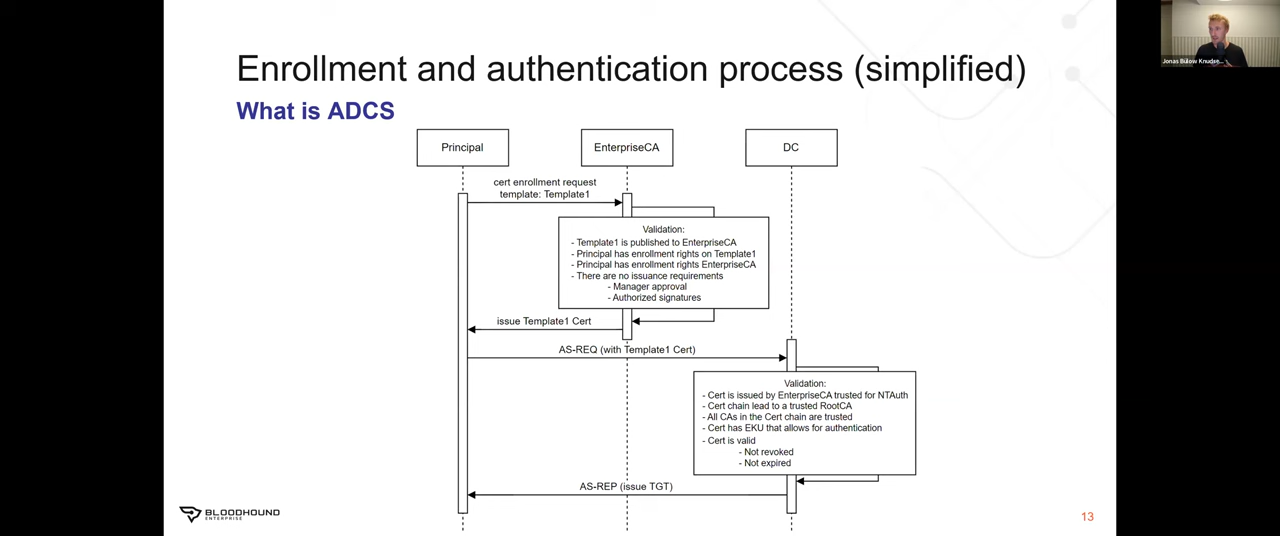 Enrollment and authentication process (simplified)
What is ADCS
Principal
EnterpriseCA
DC
cert enrollment request
template: Template1
Validation:
- Template1 is published to EnterpriseCA
- Principal has enrollment rights on Template1
- Principal has enrollment rights EnterpriseCA
- There are no issuance requirements
- Manager approval
- Authorized signatures
issue Template1 Cert
AS-REQ (with Template1 Cert)
Validation:
- Cert is issued by EnterpriseCA trusted for NTAuth
- Cert chain lead to a trusted RootCA
- All CAs in the Cert chain are trusted
- Cert has EKU that allows for authentication
- Cert is valid
- Not revoked
- Not expired
AS-REP (issue TGT)
BLOODHOUND
ENTERPRISE
13
Jonas Bülow Knuds...